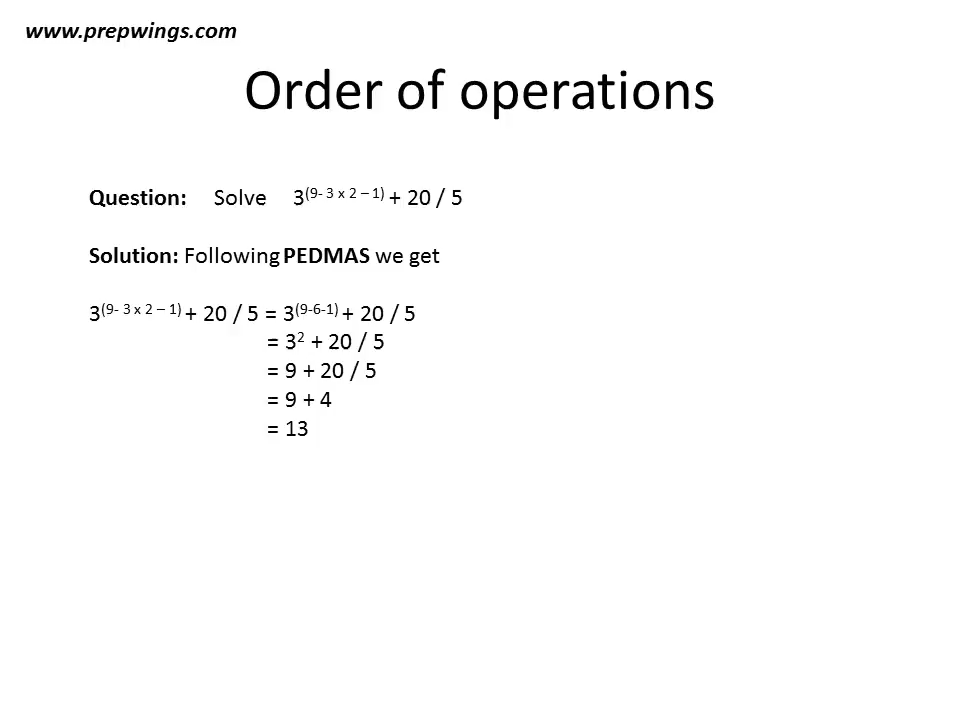 www.prepwings.com
Order of operations
Question: Solve 3^(9- 3 x 2 – 1) + 20 / 5
Solution: Following PEDMAS we get
3^(9- 3 x 2 – 1) + 20 / 5 = 3^(9-6-1) + 20 / 5
= 3² + 20 / 5
= 9 + 20 / 5
= 9 + 4
= 13